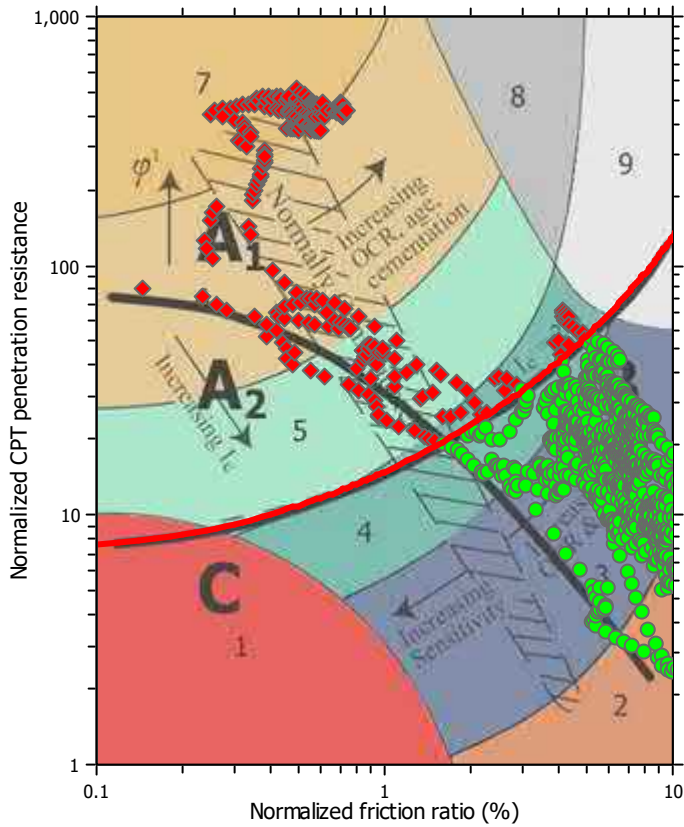 1,000
100
10
1
Normalized CPT penetration resistance
7
8
9
φ'
A1
Normally
Increasing
OCR, age,
cementation
A2
Increasing Ic
5
Ic
4
C
1
Increasing
Sensitivity
3
2
0.1
1
10
Normalized friction ratio (%)